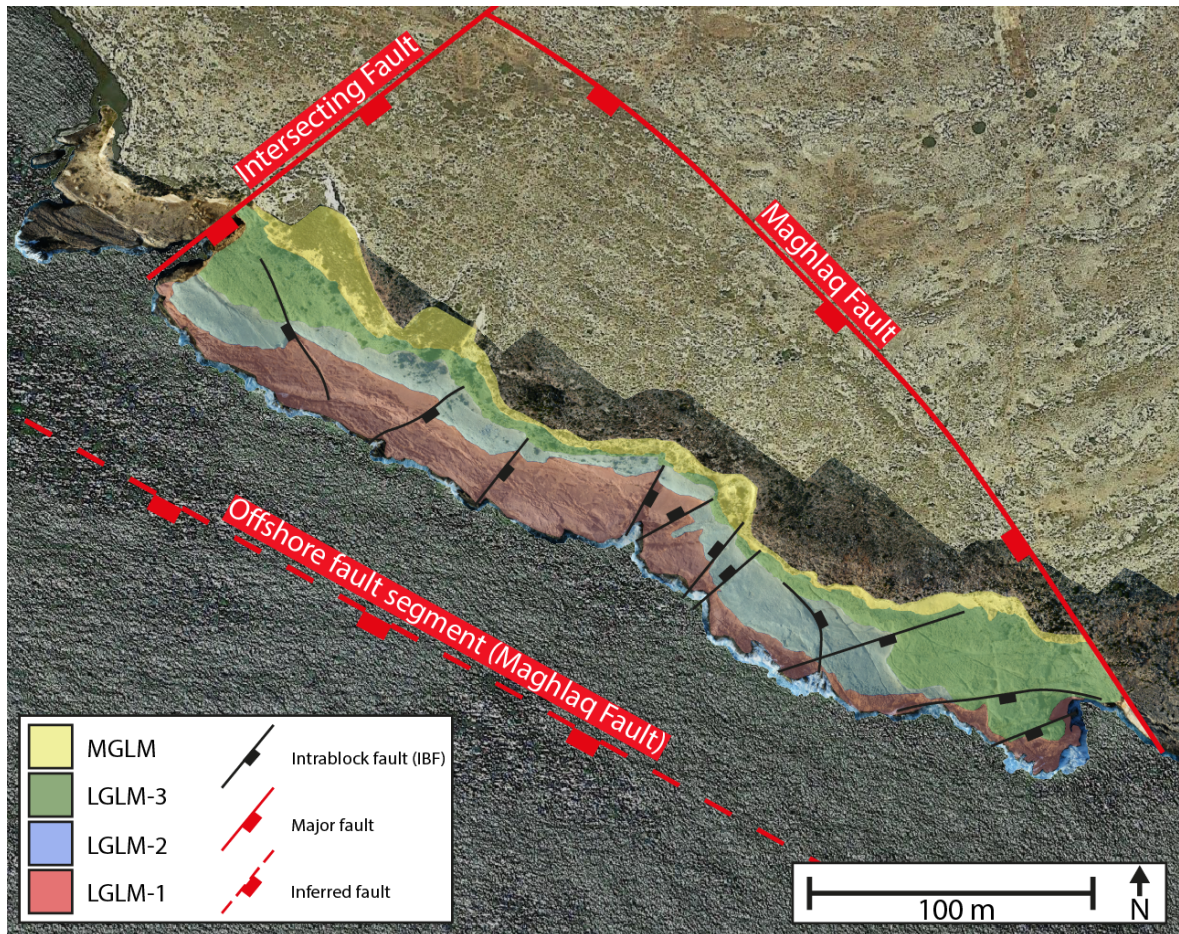 Intersecting Fault
Maghlaq Fault
Offshore fault segment (Maghlaq Fault)
MGLM
LGLM-3
LGLM-2
LGLM-1
Intrablock fault (IBF)
Major fault
Inferred fault
100 m
N